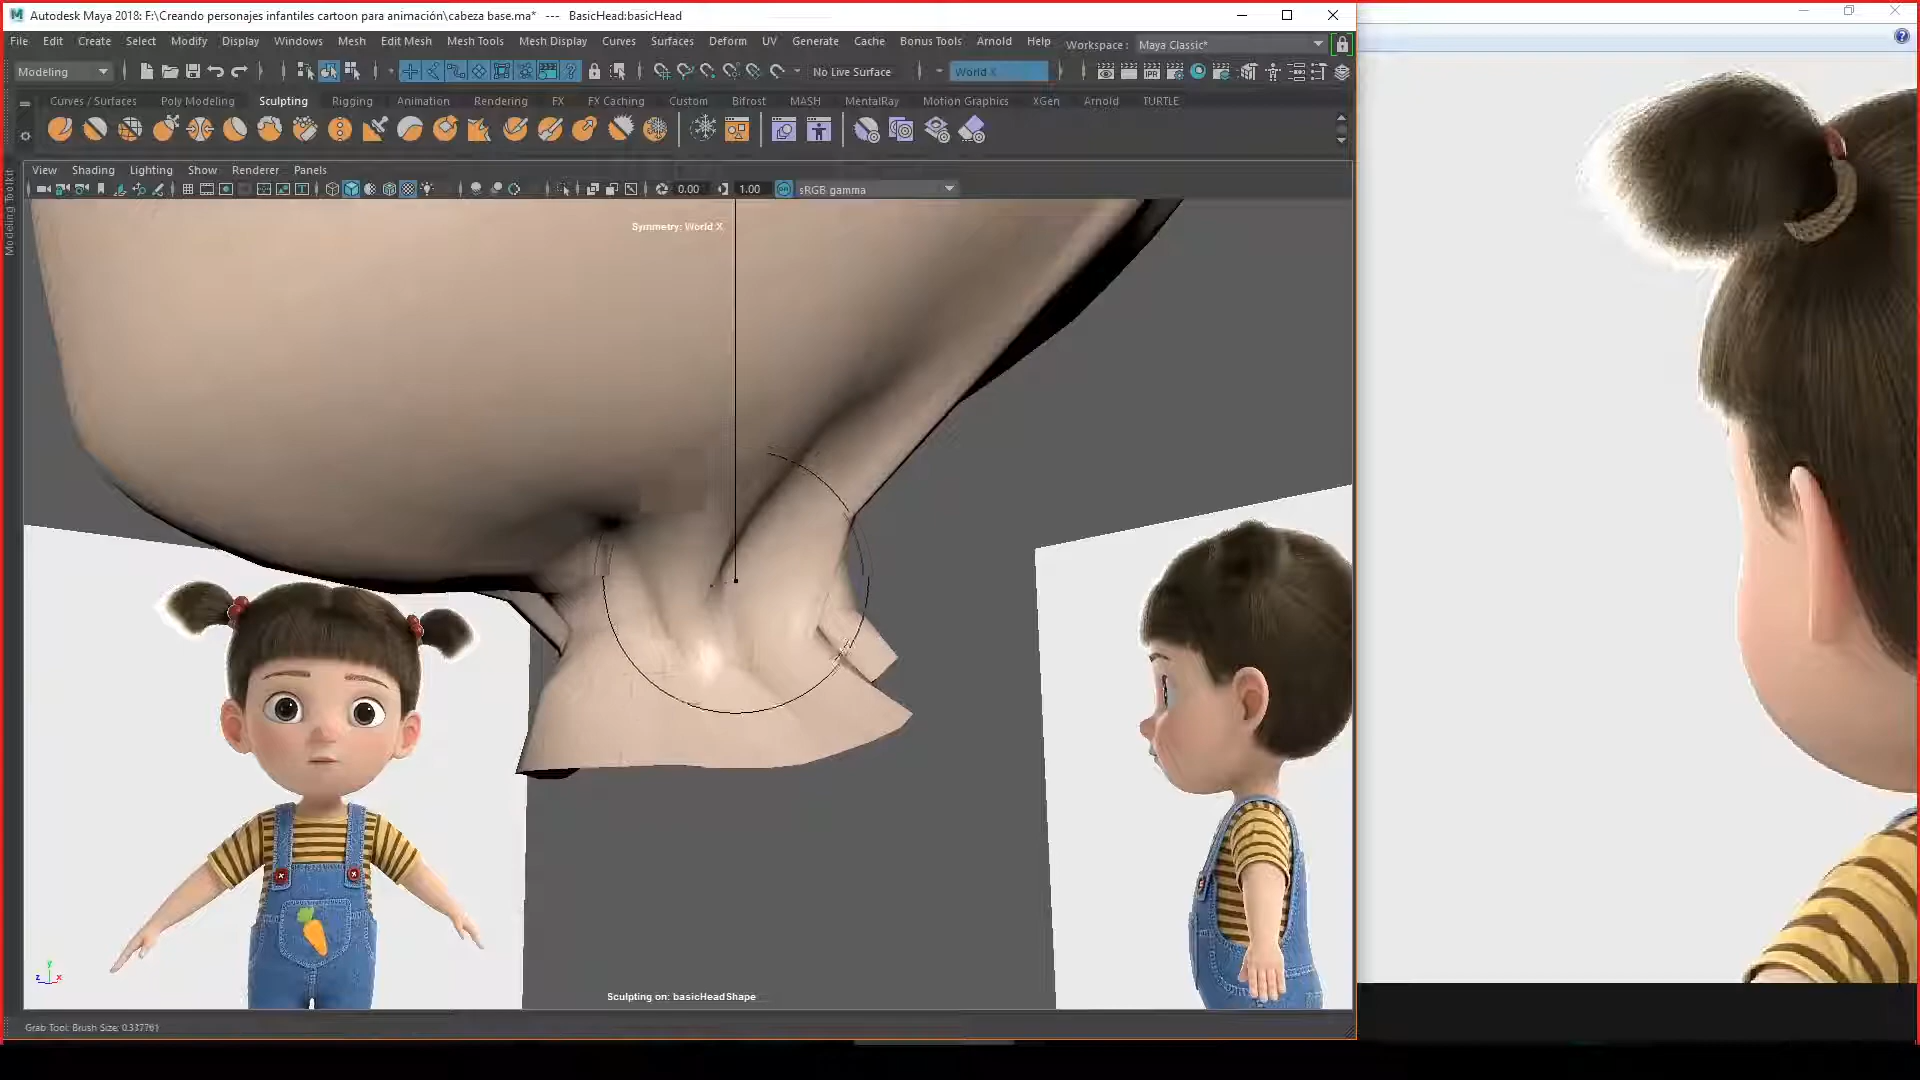 Autodesk Maya 2018: F:\Creando personajes infantiles cartoon para animación\cabeza base.ma* --- BasicHead:basicHead
File Edit Create Select Modify Display Windows Mesh Edit Mesh Mesh Tools Mesh Display Curves Surfaces Deform UV Generate Cache Bonus Tools Arnold Help Workspace : Maya Classic*
Modeling No Live Surface World X
Curves / Surfaces Poly Modeling Sculpting Rigging Animation Rendering FX FX Caching Custom Bifrost MASH MentalRay Motion Graphics XGen Arnold TURTLE
View Shading Lighting Show Renderer Panels
0.00 1.00 sRGB gamma
Modeling Toolkit
Symmetry: World X
y
z x
Sculpting on: basicHeadShape
Grab Tool: Brush Size: 0.337761